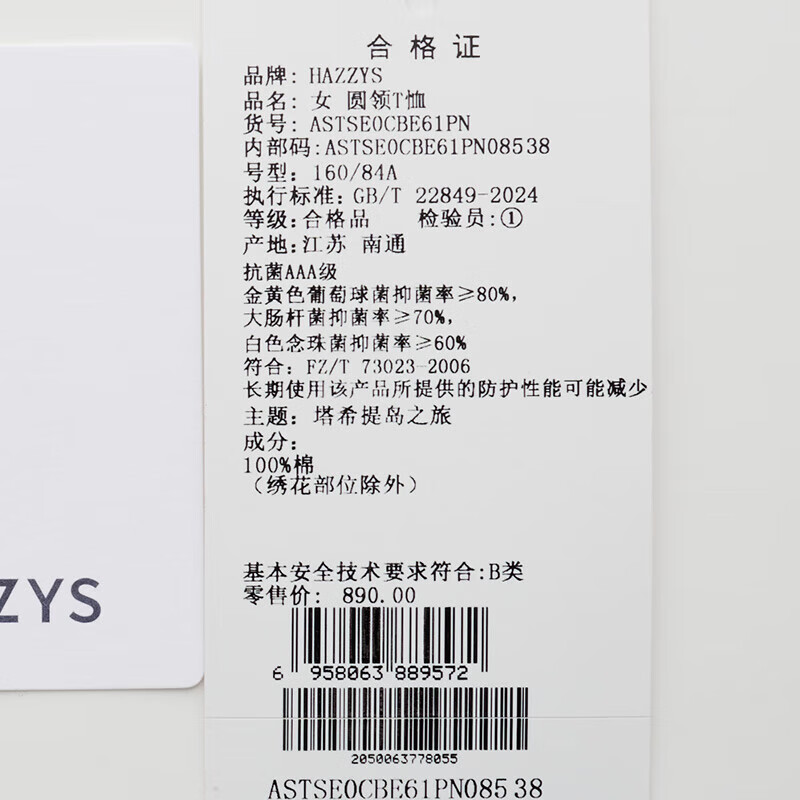 合格证
品牌: HAZZYS
品名: 女 圆领T恤
货号: ASTSE0CBE61PN
内部码:ASTSE0CBE61PN08538
号型: 160/84A
执行标准: GB/T 22849-2024
等级:合格品 检验员:①
产地:江苏 南通
抗菌AAA级
金黄色葡萄球菌抑菌率≥80%,
大肠杆菌抑菌率≥70%,
白色念珠菌抑菌率≥60%
符合: FZ/T 73023-2006
长期使用该产品所提供的防护性能可能减少
主题: 塔希提岛之旅
成分:
100%棉
(绣花部位除外)
基本安全技术要求符合:B类
零售价: 890.00
6 958063 889572
2050063778055
ASTSE0CBE61PN08538
ZYS